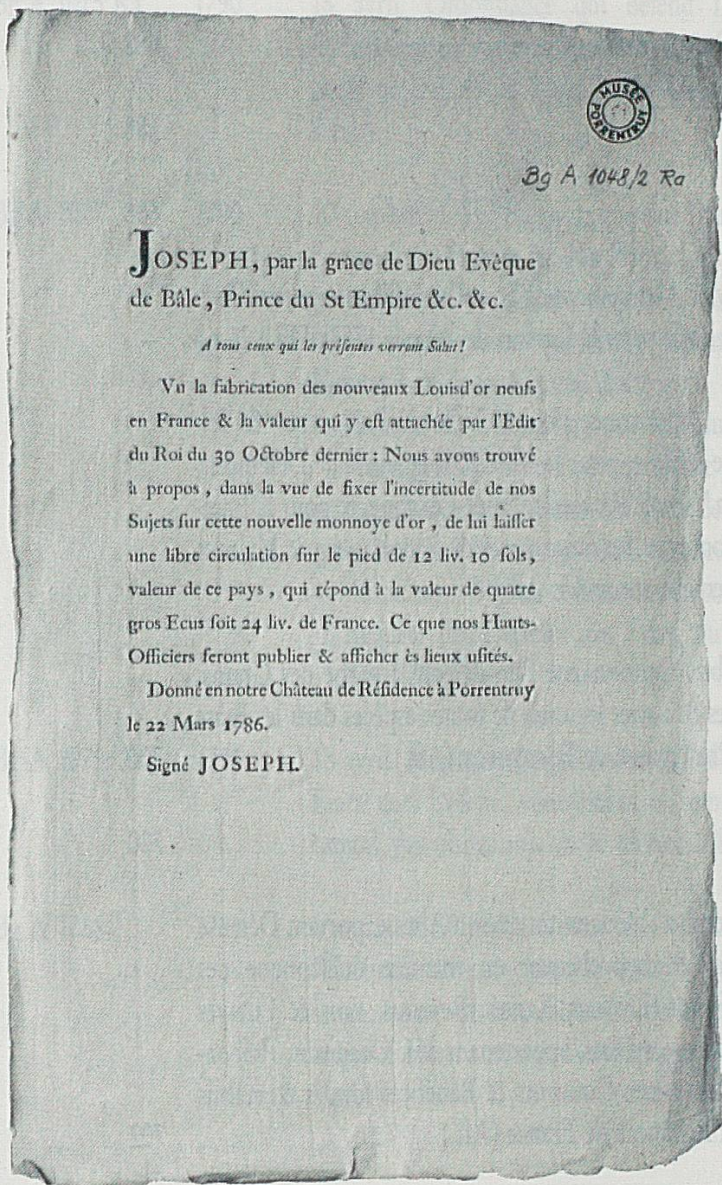 MUSÉE PORRENTRUY
Bg A 1048/2 Ra
JOSEPH, par la grace de Dieu Evêque
de Bâle, Prince du St Empire &c. &c.
A tous ceux qui les préſentes verront Salut!
Vu la fabrication des nouveaux Louisd'or neufs
en France & la valeur qui y eſt attachée par l'Edit
du Roi du 30 Octobre dernier : Nous avons trouvé
à propos, dans la vue de fixer l'incertitude de nos
Sujets ſur cette nouvelle monnoye d'or, de lui laiſſer
une libre circulation ſur le pied de 12 liv. 10 ſols,
valeur de ce pays, qui répond à la valeur de quatre
gros Ecus ſoit 24 liv. de France. Ce que nos Hauts-
Officiers feront publier & afficher ès lieux uſités.
Donné en notre Château de Réſidence à Porrentruy
le 22 Mars 1786.
Signé JOSEPH.